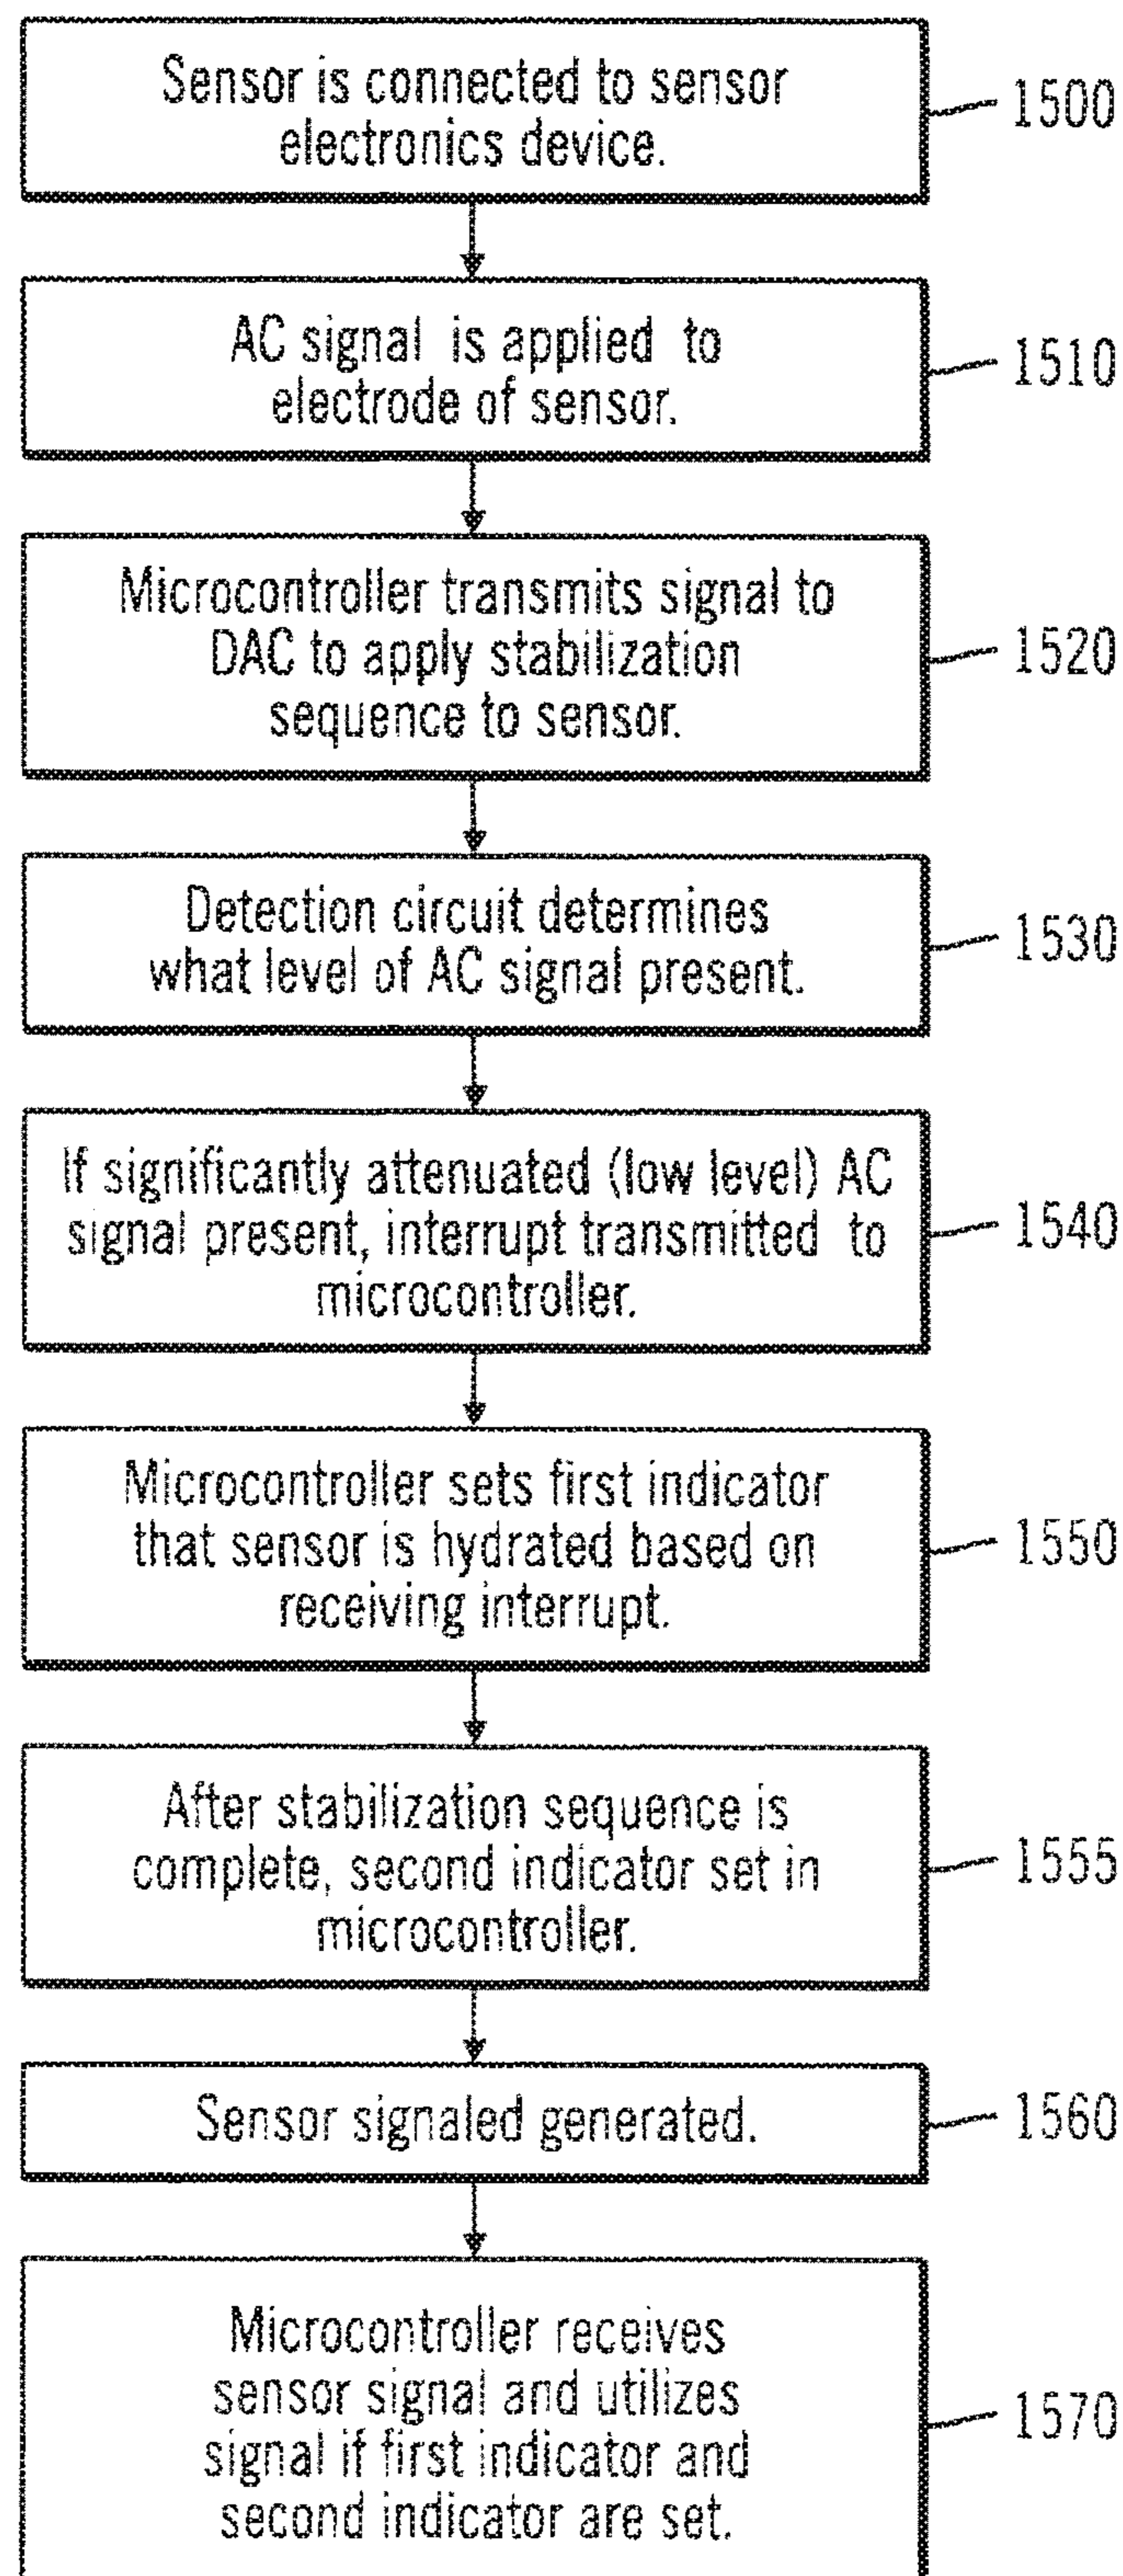 Sensor is connected to sensor
electronics device.
1500
AC signal is applied to
electrode of sensor.
1510
Microcontroller transmits signal to
DAC to apply stabilization
sequence to sensor.
1520
Detection circuit determines
what level of AC signal present.
1530
If significantly attenuated (low level) AC
signal present, interrupt transmitted to
microcontroller.
1540
Microcontroller sets first indicator
that sensor is hydrated based on
receiving interrupt.
1550
After stabilization sequence is
complete, second indicator set in
microcontroller.
1555
Sensor signaled generated.
1560
Microcontroller receives
sensor signal and utilizes
signal if first indicator and
second indicator are set.
1570